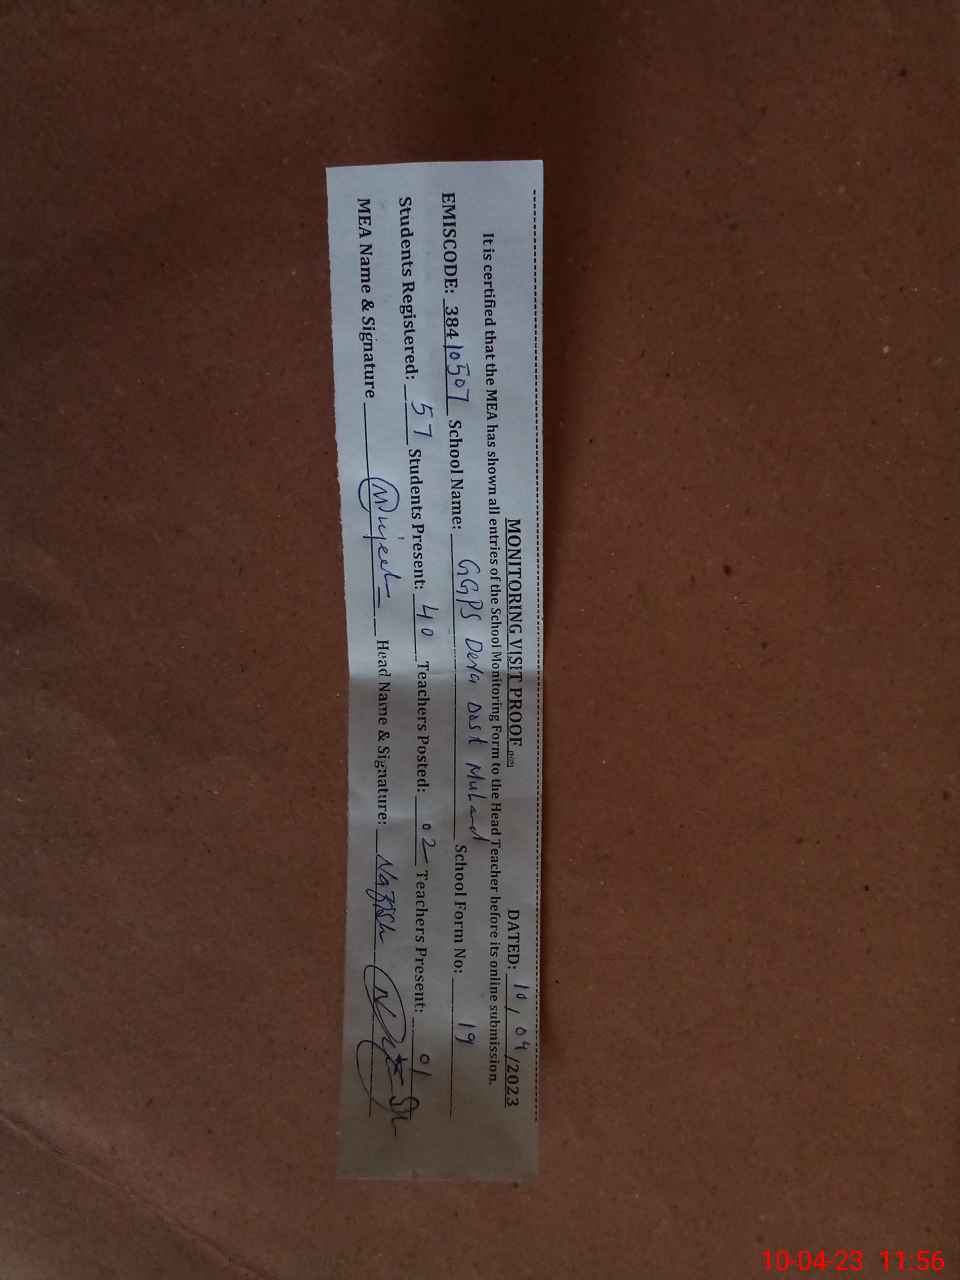 MONITORING VISIT PROOF
DATED: 10/04/2023
It is certified that the MEA has shown all entries of the School Monitoring Form to the Head Teacher before its online submission.
EMISCODE: 38410507 School Name: GGPS Dera Dost Muhammad School Form No: 19
Students Registered: 57 Students Present: 40 Teachers Posted: 02 Teachers Present: 01
MEA Name & Signature Mujeeb Head Name & Signature: Nazish
10-04-23 11:56